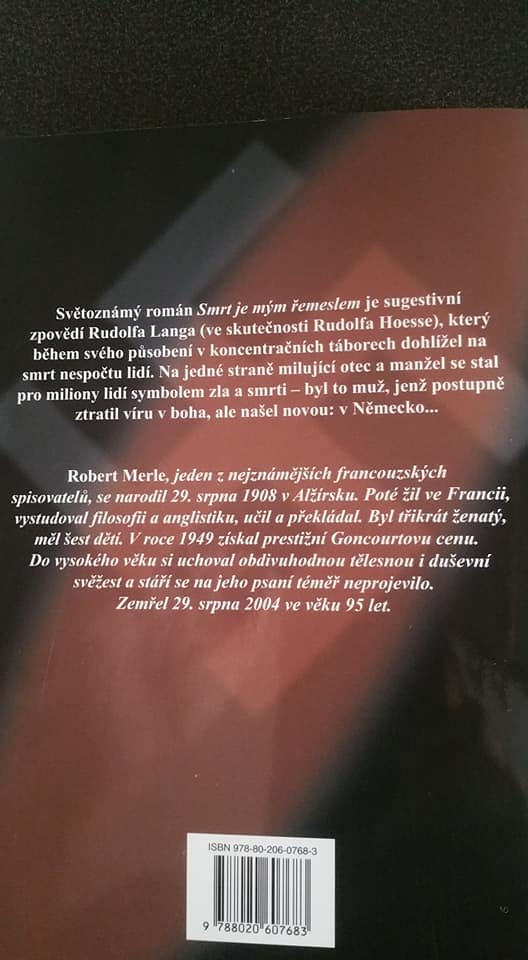 Světoznámý román Smrt je mým řemeslem je sugestivní
zpovědí Rudolfa Langa (ve skutečnosti Rudolfa Hoesse), který
během svého působení v koncentračních táborech dohlížel na
smrt nespočtu lidí. Na jedné straně milující otec a manžel se stal
pro miliony lidí symbolem zla a smrti – byl to muž, jenž postupně
ztratil víru v boha, ale našel novou: v Německo...
Robert Merle, jeden z nejznámějších francouzských
spisovatelů, se narodil 29. srpna 1908 v Alžírsku. Poté žil ve Francii,
vystudoval filosofii a anglistiku, učil a překládal. Byl třikrát ženatý,
měl šest dětí. V roce 1949 získal prestižní Goncourtovu cenu.
Do vysokého věku si uchoval obdivuhodnou tělesnou i duševní
svěžest a stáří se na jeho psaní téměř neprojevilo.
Zemřel 29. srpna 2004 ve věku 95 let.
ISBN 978-80-206-0768-3
9 788020 607683